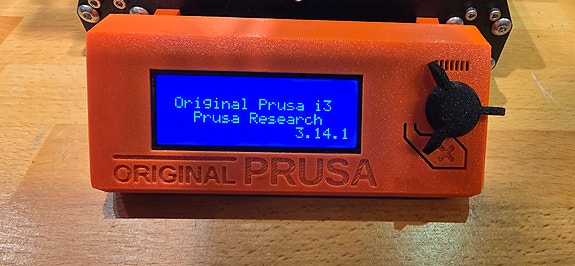 Original Prusa i3
Prusa Research
3.14.1
ORIGINAL PRUSA